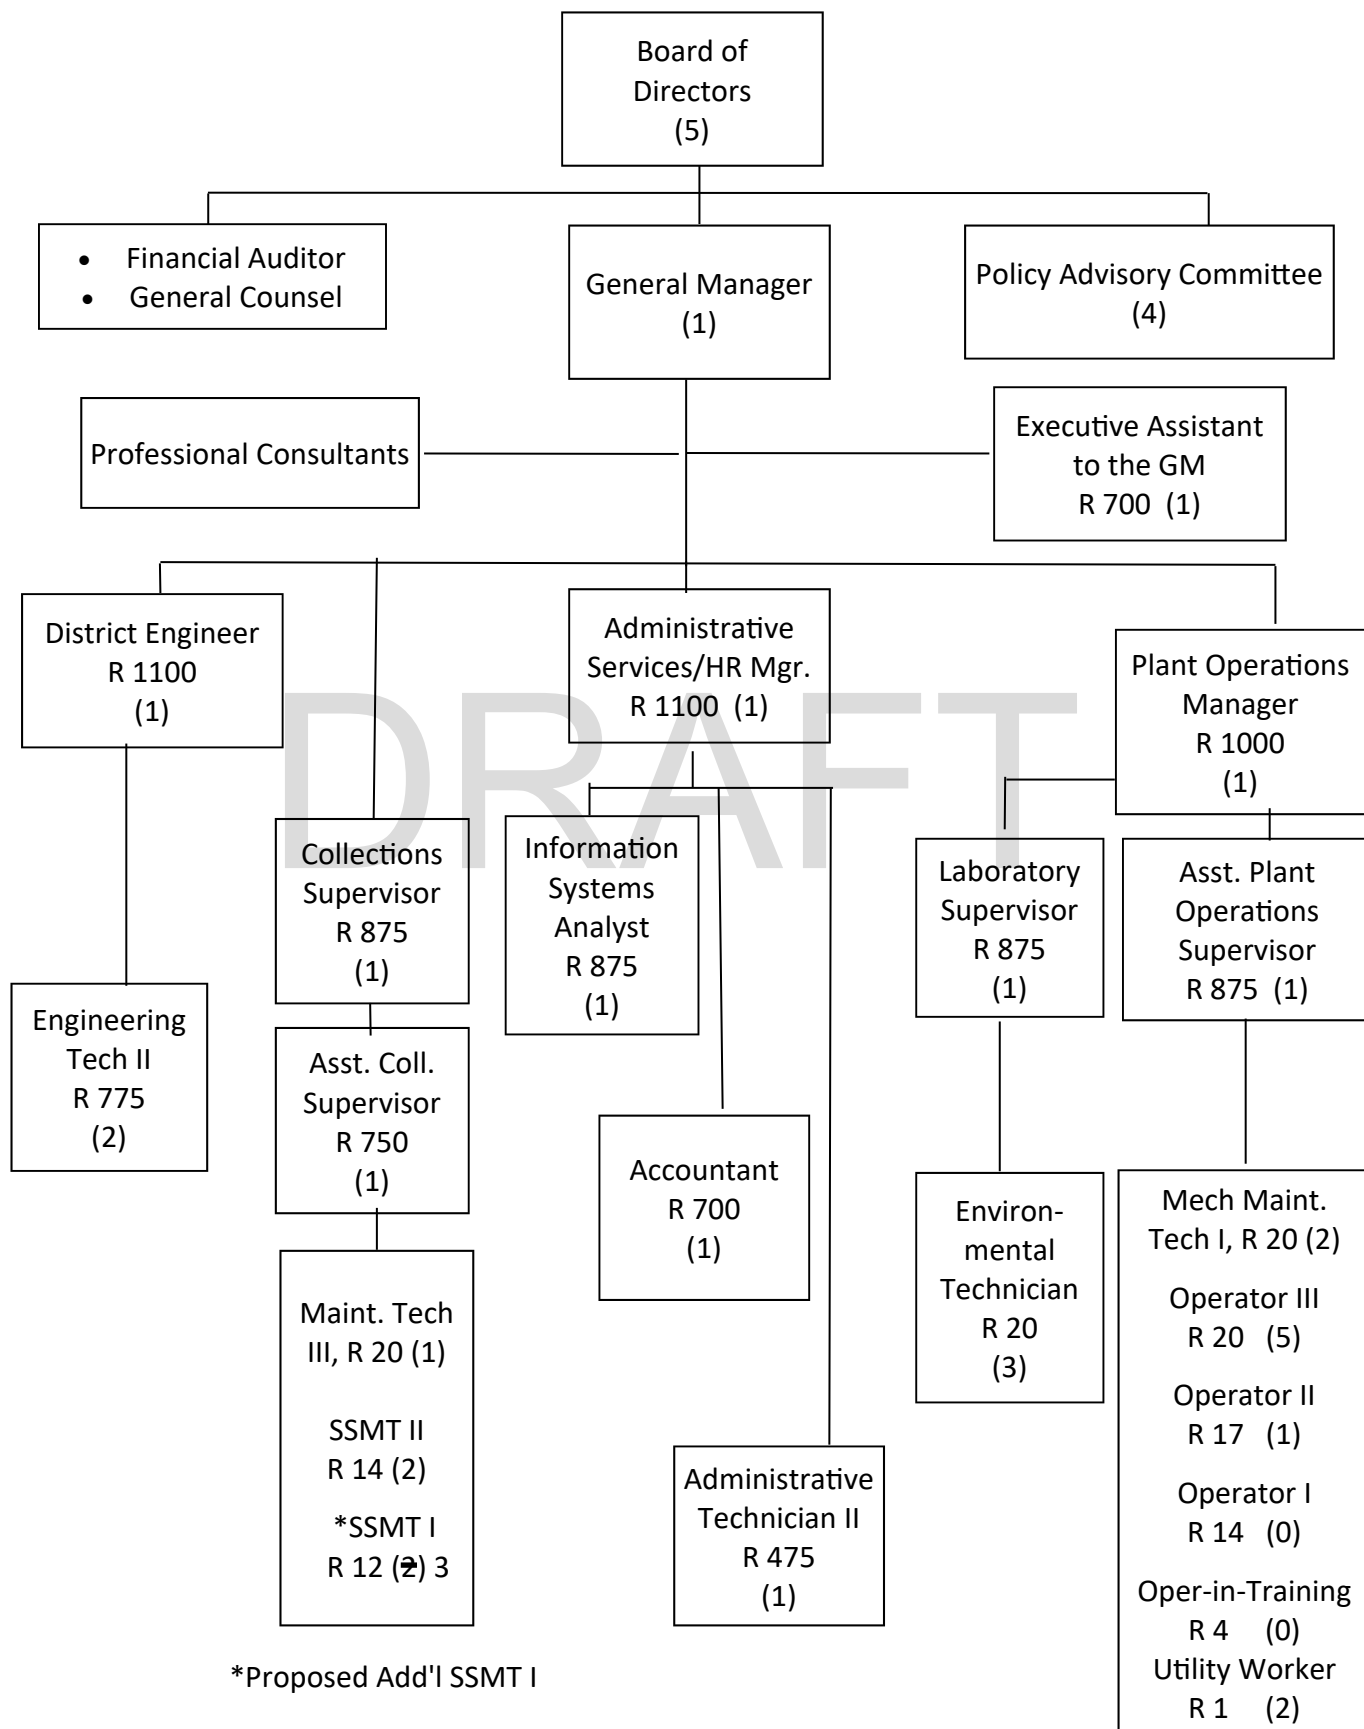 Board of
Directors
(5)
• Financial Auditor
• General Counsel
General Manager
(1)
Policy Advisory Committee
(4)
Professional Consultants
Executive Assistant
to the GM
R 700 (1)
District Engineer
R 1100
(1)
Administrative
Services/HR Mgr.
R 1100 (1)
Plant Operations
Manager
R 1000
(1)
DRAFT
Collections
Supervisor
R 875
(1)
Information
Systems
Analyst
R 875
(1)
Laboratory
Supervisor
R 875
(1)
Asst. Plant
Operations
Supervisor
R 875 (1)
Engineering
Tech II
R 775
(2)
Asst. Coll.
Supervisor
R 750
(1)
Accountant
R 700
(1)
Environ-
mental
Technician
R 20
(3)
Mech Maint.
Tech I, R 20 (2)
Operator III
R 20 (5)
Operator II
R 17 (1)
Operator I
R 14 (0)
Oper-in-Training
R 4 (0)
Utility Worker
R 1 (2)
Maint. Tech
III, R 20 (1)
SSMT II
R 14 (2)
*SSMT I
R 12 (2) 3
Administrative
Technician II
R 475
(1)
*Proposed Add'l SSMT I